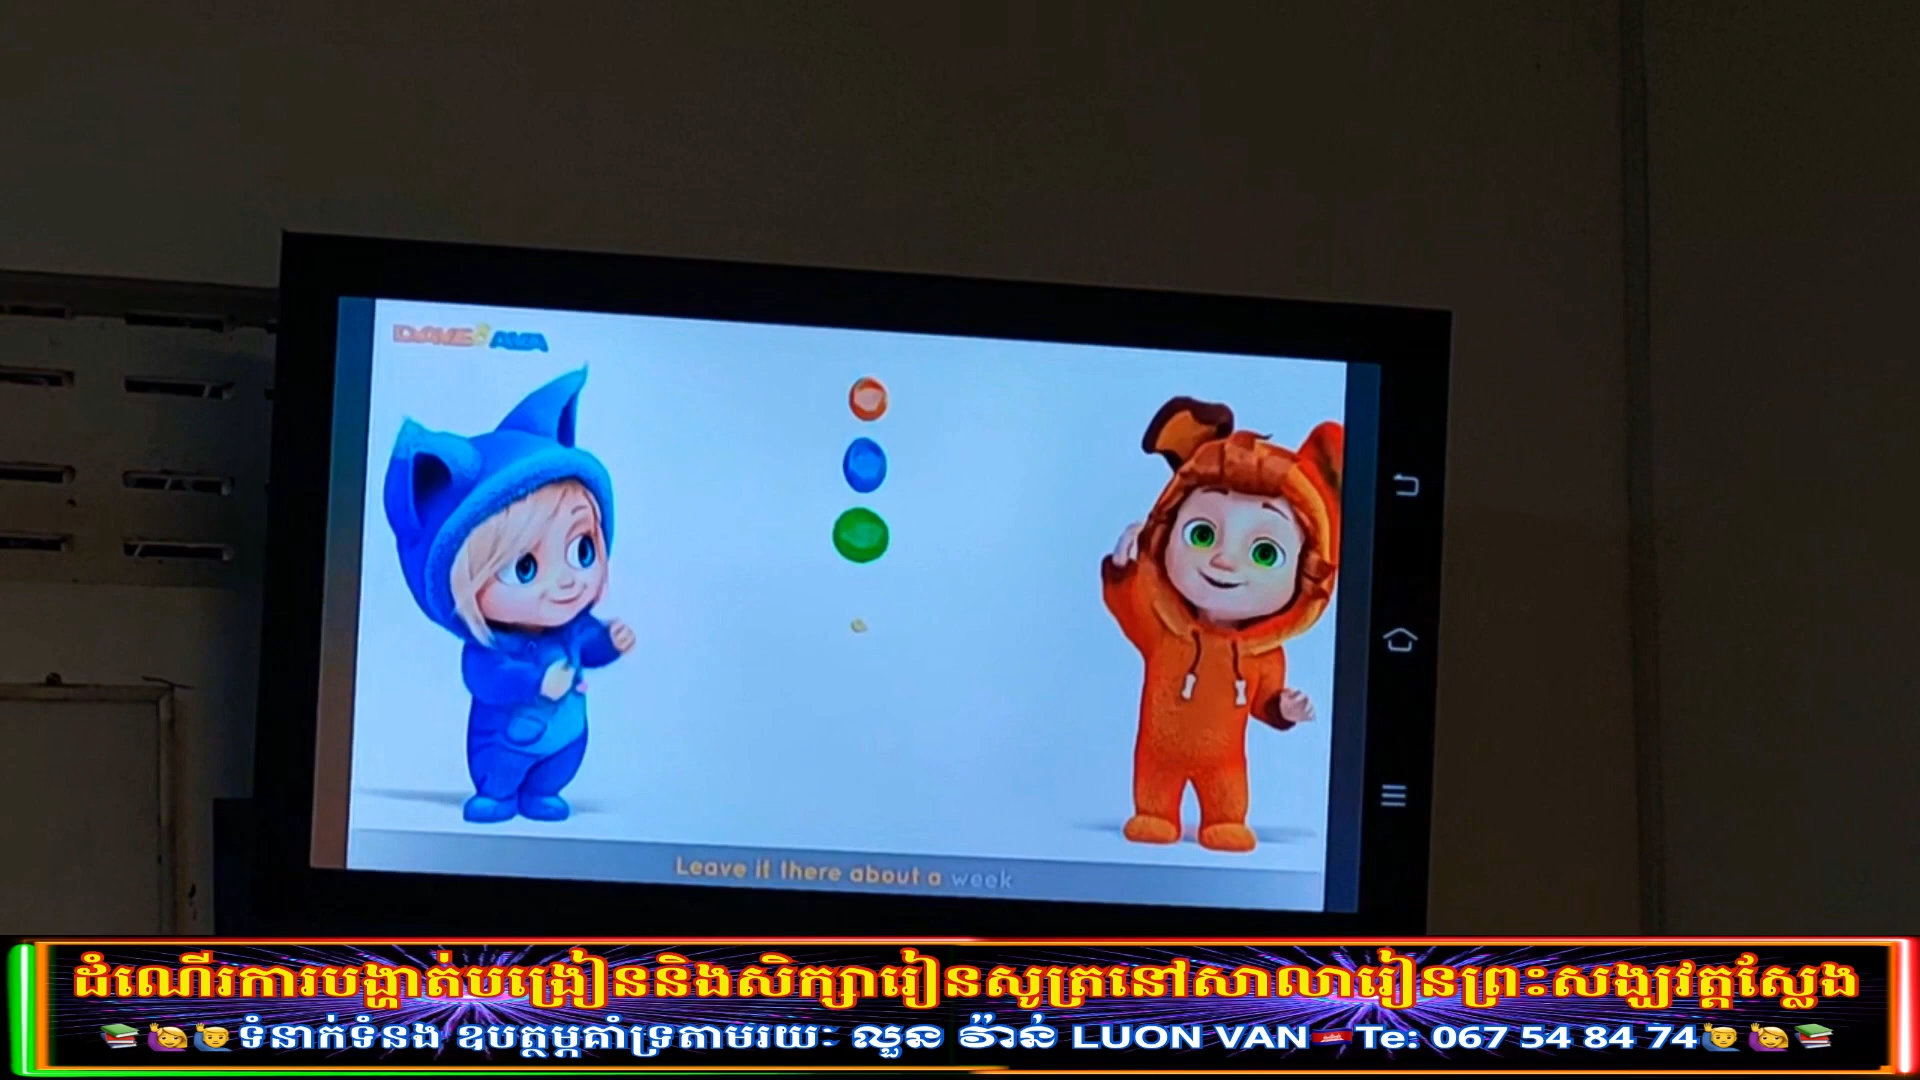 DAVE & AVA
Leave it there about a week
ដំណើរការបង្ហាត់បង្រៀននិងសិក្សារៀនសូត្រនៅសាលារៀនព្រះសង្ឃវត្តស្លែង
ទំនាក់ទំនង ឧបត្ថម្ភគាំទ្រតាមរយៈ លួន វ៉ាន់ LUON VAN Te: 067 54 84 74